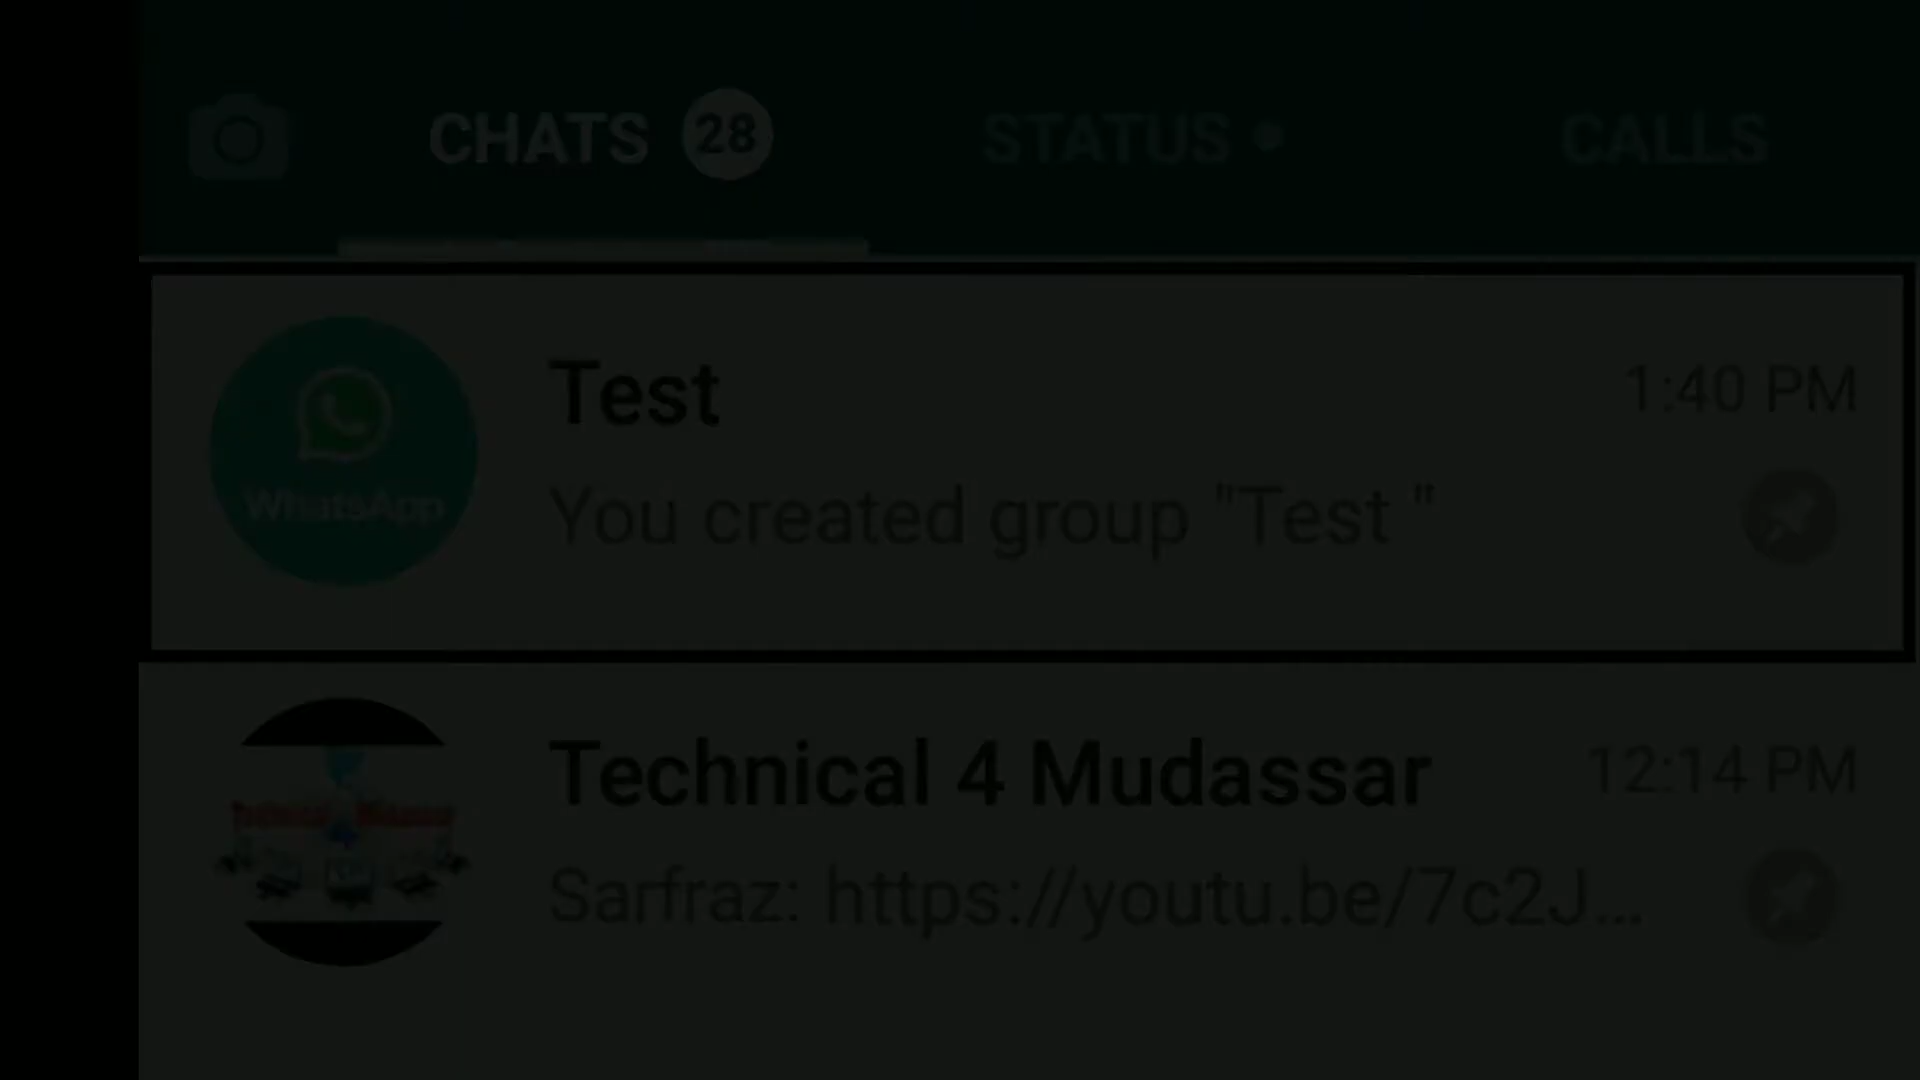 CHATS 28 STATUS • CALLS
Test 1:40 PM
WhatsApp
You created group "Test "
Technical 4 Mudassar 12:14 PM
Sarfraz: https://youtu.be/7c2J...